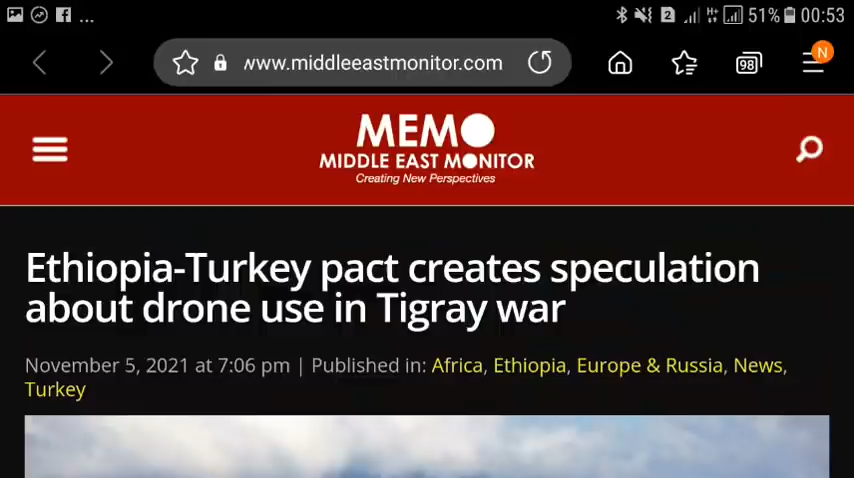 ... 2 51% 00:53
www.middleeastmonitor.com 98 N
MEMO
MIDDLE EAST MONITOR
Creating New Perspectives
Ethiopia-Turkey pact creates speculation
about drone use in Tigray war
November 5, 2021 at 7:06 pm | Published in: Africa, Ethiopia, Europe & Russia, News,
Turkey